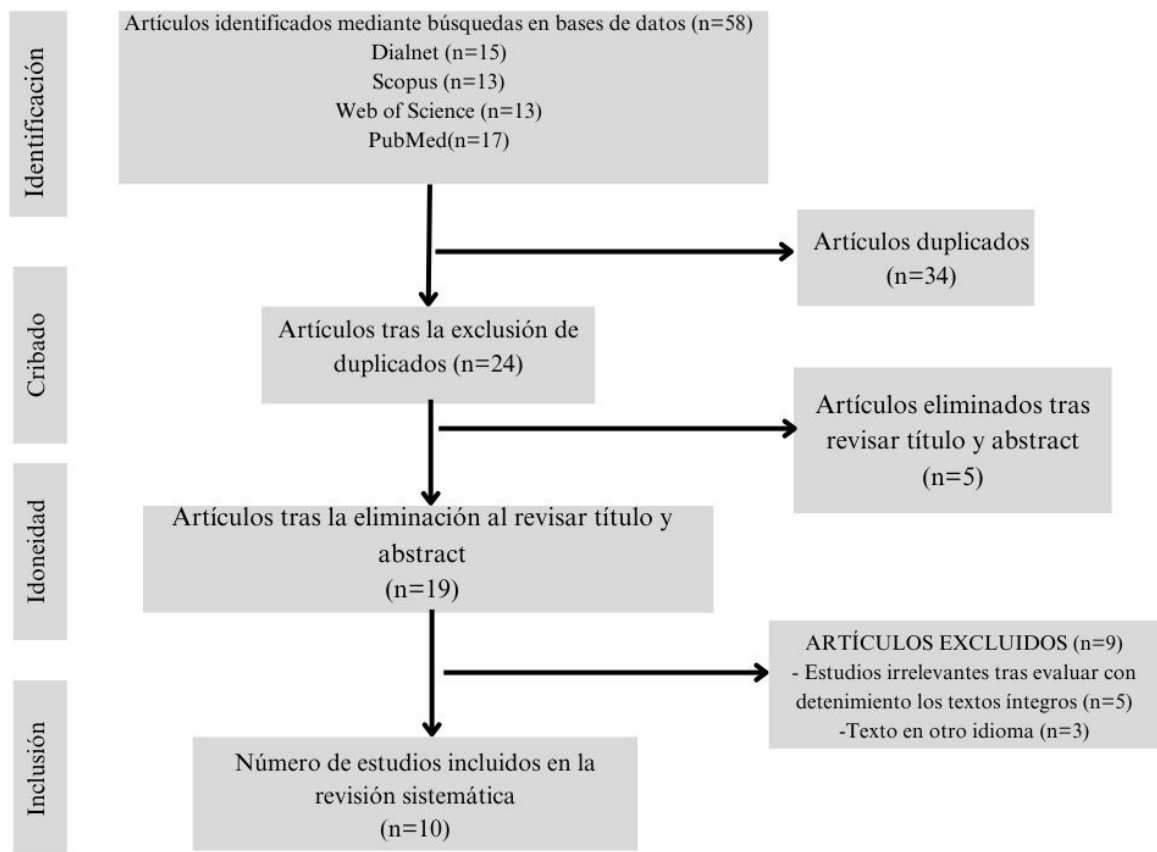 Identificación
Artículos identificados mediante búsquedas en bases de datos (n=58)
Dialnet (n=15)
Scopus (n=13)
Web of Science (n=13)
PubMed(n=17)
Artículos duplicados
(n=34)
Cribado
Artículos tras la exclusión de
duplicados (n=24)
Artículos eliminados tras
revisar título y abstract
(n=5)
Idoneidad
Artículos tras la eliminación al revisar título y
abstract
(n=19)
ARTÍCULOS EXCLUIDOS (n=9)
- Estudios irrelevantes tras evaluar con
detenimiento los textos íntegros (n=5)
-Texto en otro idioma (n=3)
Inclusión
Número de estudios incluidos en la
revisión sistemática
(n=10)